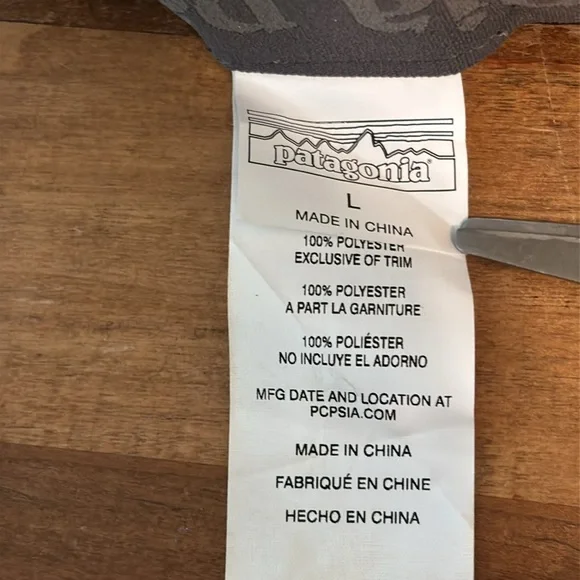 patagonia®
L
MADE IN CHINA
100% POLYESTER
EXCLUSIVE OF TRIM
100% POLYESTER
A PART LA GARNITURE
100% POLIÉSTER
NO INCLUYE EL ADORNO
MFG DATE AND LOCATION AT
PCPSIA.COM
MADE IN CHINA
FABRIQUÉ EN CHINE
HECHO EN CHINA